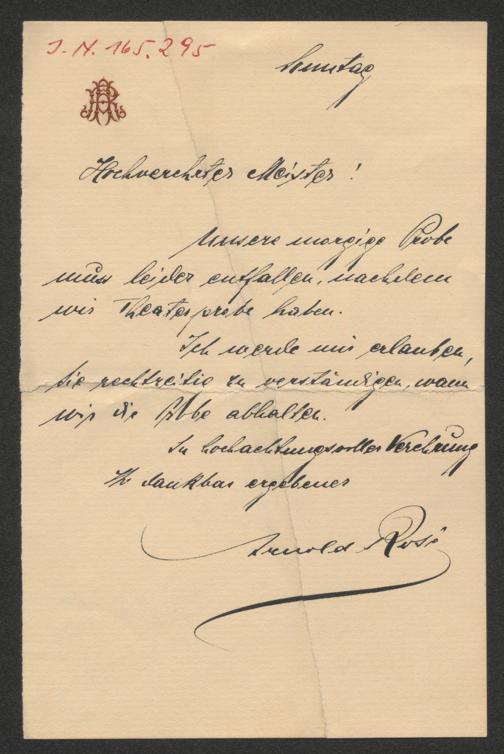 I. N. 165.295
Sonntag
AR
Hochverehrter Meister!
Unsere morgige Probe
muss leider entfallen, nachdem
wir Theaterprobe haben.
Ich werde mir erlauben,
Sie rechtzeitig zu verständigen, wann
wir die Probe abhalten.
In hochachtungsvoller Verehrung
Ihr dankbar ergebener
Arnold Rosé